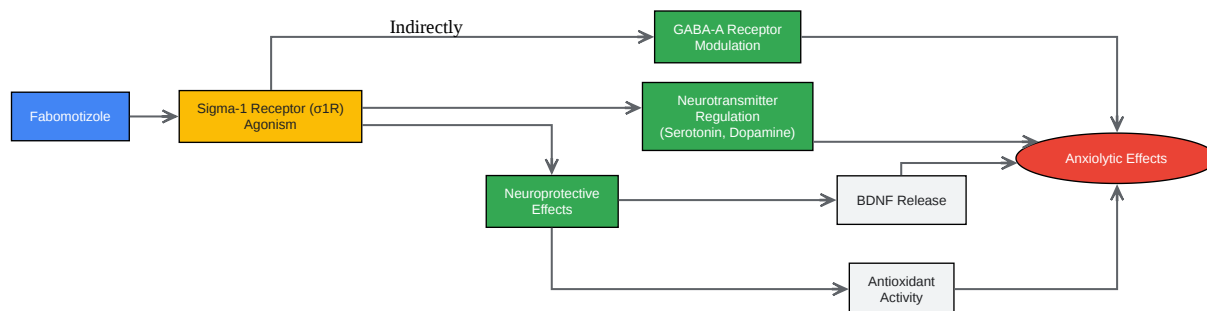 Indirectly
GABA-A Receptor
Modulation
Fabomotizole
Sigma-1 Receptor (σ1R)
Agonism
Neurotransmitter
Regulation
(Serotonin, Dopamine)
Anxiolytic Effects
Neuroprotective
Effects
BDNF Release
Antioxidant
Activity